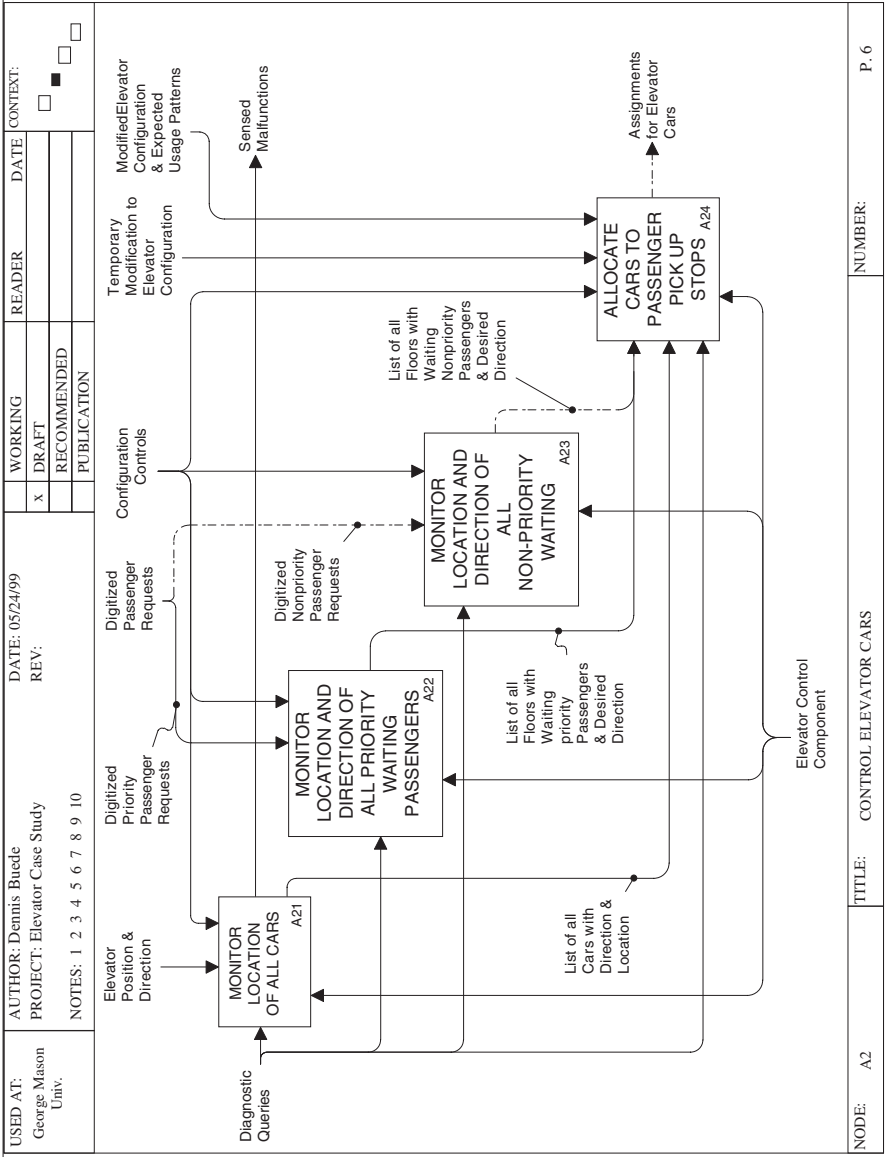 USED AT:
George Mason
Univ.
AUTHOR: Dennis Buede
PROJECT: Elevator Case Study
NOTES: 1 2 3 4 5 6 7 8 9 10
DATE: 05/24/99
REV:
WORKING
x DRAFT
RECOMMENDED
PUBLICATION
READER
DATE
CONTEXT:
Elevator
Position &
Direction
Digitized
Priority
Passenger
Requests
Digitized
Passenger
Requests
Configuration
Controls
Temporary
Modification to
Elevator
Configuration
ModifiedElevator
Configuration
& Expected
Usage Patterns
Diagnostic
Queries
MONITOR
LOCATION
OF ALL CARS
A21
Sensed
Malfunctions
MONITOR
LOCATION AND
DIRECTION OF
ALL PRIORITY
WAITING
PASSENGERS
A22
Digitized
Nonpriority
Passenger
Requests
MONITOR
LOCATION AND
DIRECTION OF
ALL
NON-PRIORITY
WAITING
A23
List of all
Floors with
Waiting
Nonpriority
Passengers
& Desired
Direction
ALLOCATE
CARS TO
PASSENGER
PICK UP
STOPS
A24
Assignments
for Elevator
Cars
List of all
Cars with
Direction &
Location
List of all
Floors with
Waiting
priority
Passengers
& Desired
Direction
Elevator Control
Component
NODE: A2
TITLE: CONTROL ELEVATOR CARS
NUMBER: P. 6